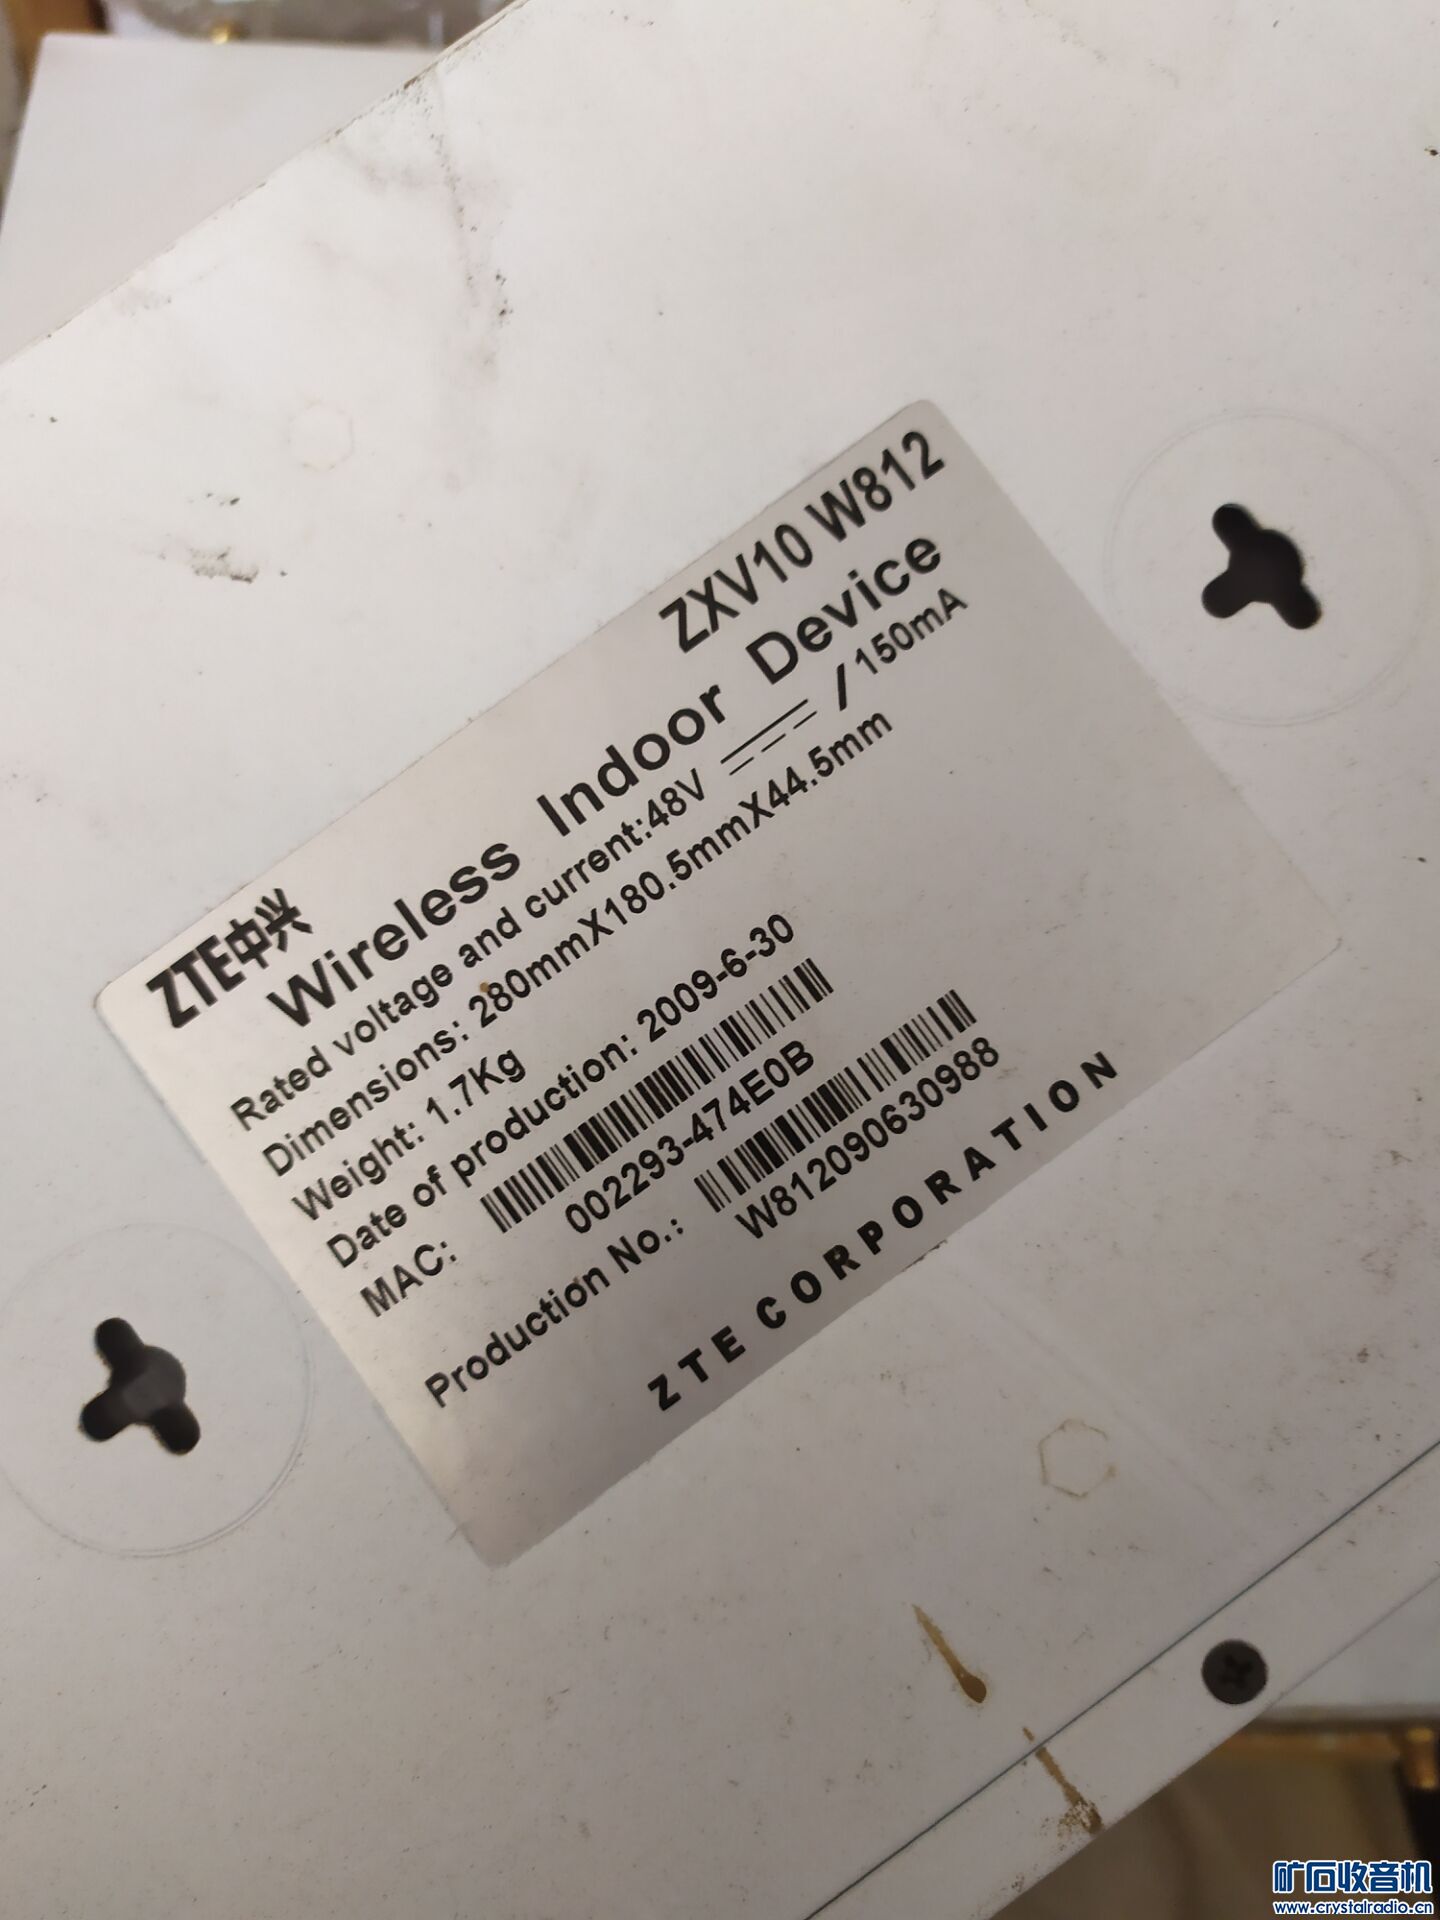 ZTE中兴
ZXV10 W812
Wireless Indoor Device
Rated voltage and current:48V ⎓ / 150mA
Dimensions: 280mmX180.5mmX44.5mm
Weight: 1.7Kg
Date of production: 2009-6-30
MAC:
002293-474E0B
Production No.:
W812090630988
ZTE CORPORATION
矿石收音机
www.crystalradio.cn